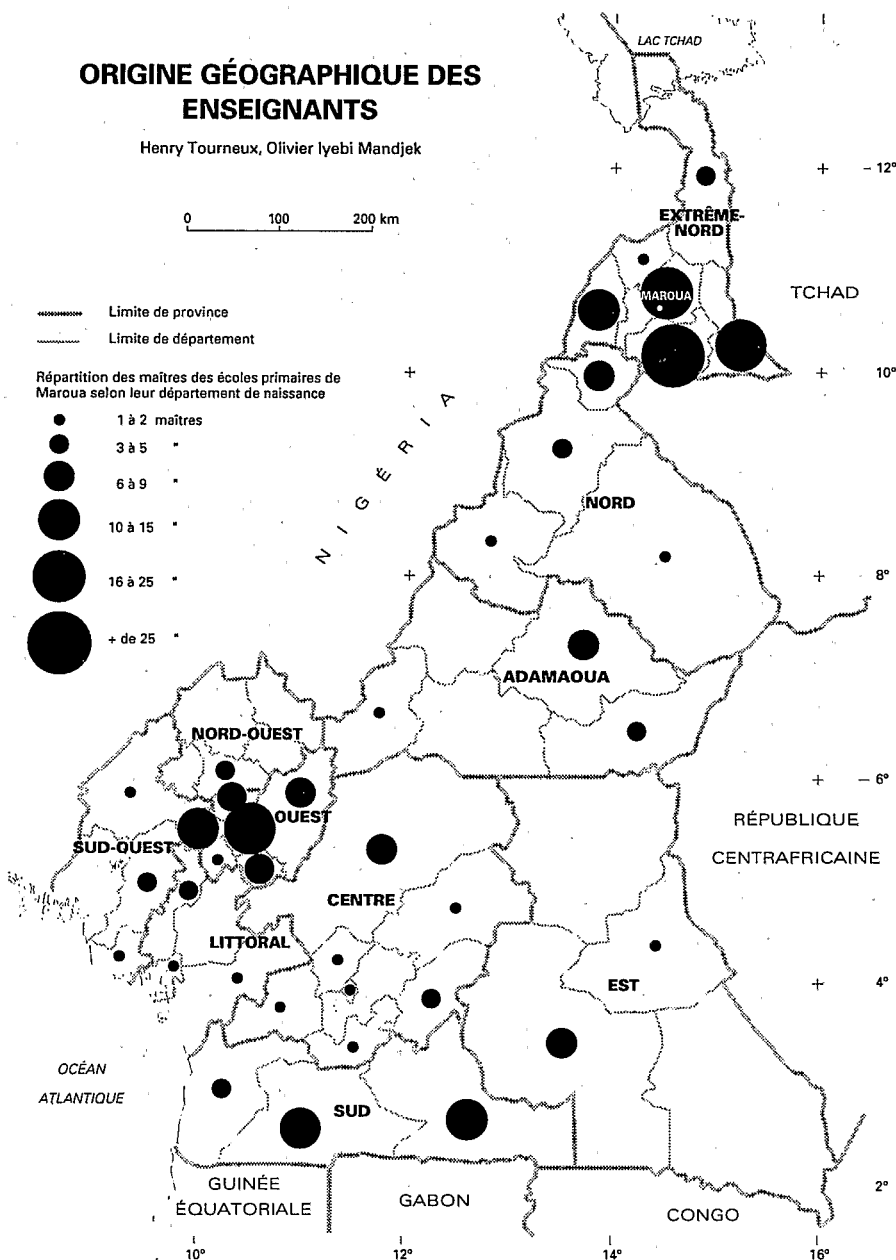 ORIGINE GÉOGRAPHIQUE DES
ENSEIGNANTS
Henry Tourneux, Olivier Iyebi Mandjek
0 100 200 km
Limite de province
Limite de département
Répartition des maîtres des écoles primaires de
Maroua selon leur département de naissance
1 à 2 maîtres
3 à 5 "
6 à 9 "
10 à 15 "
16 à 25 "
+ de 25 "
LAC TCHAD
12°
EXTRÊME-
NORD
MAROUA
TCHAD
10°
NIGÉRIA
NORD
8°
ADAMAOUA
NORD-OUEST
6°
OUEST
SUD-OUEST
RÉPUBLIQUE
CENTRAFRICAINE
CENTRE
LITTORAL
EST
4°
OCÉAN
ATLANTIQUE
SUD
GUINÉE
ÉQUATORIALE
GABON
CONGO
2°
10° 12° 14° 16°